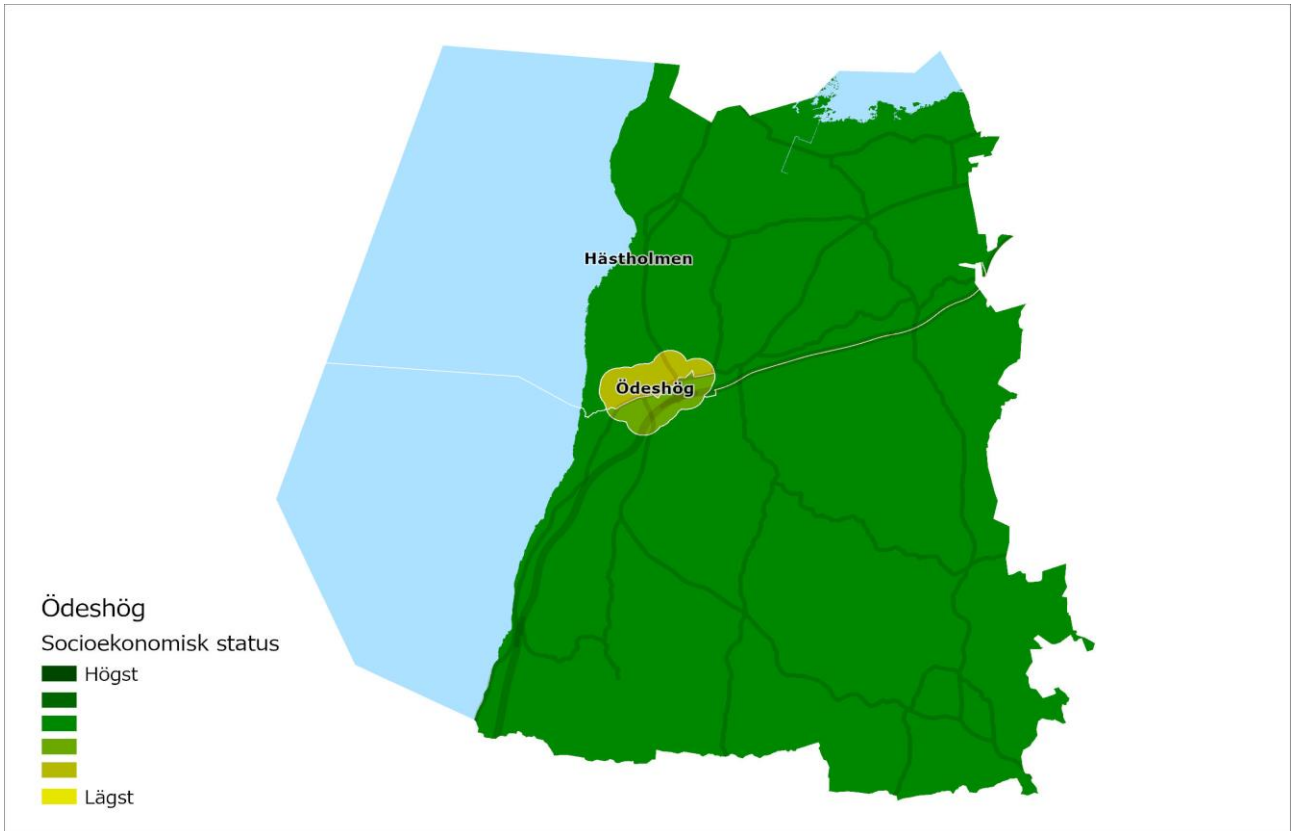 Hästholmen
Ödeshög
Ödeshög
Socioekonomisk status
Högst
Lägst